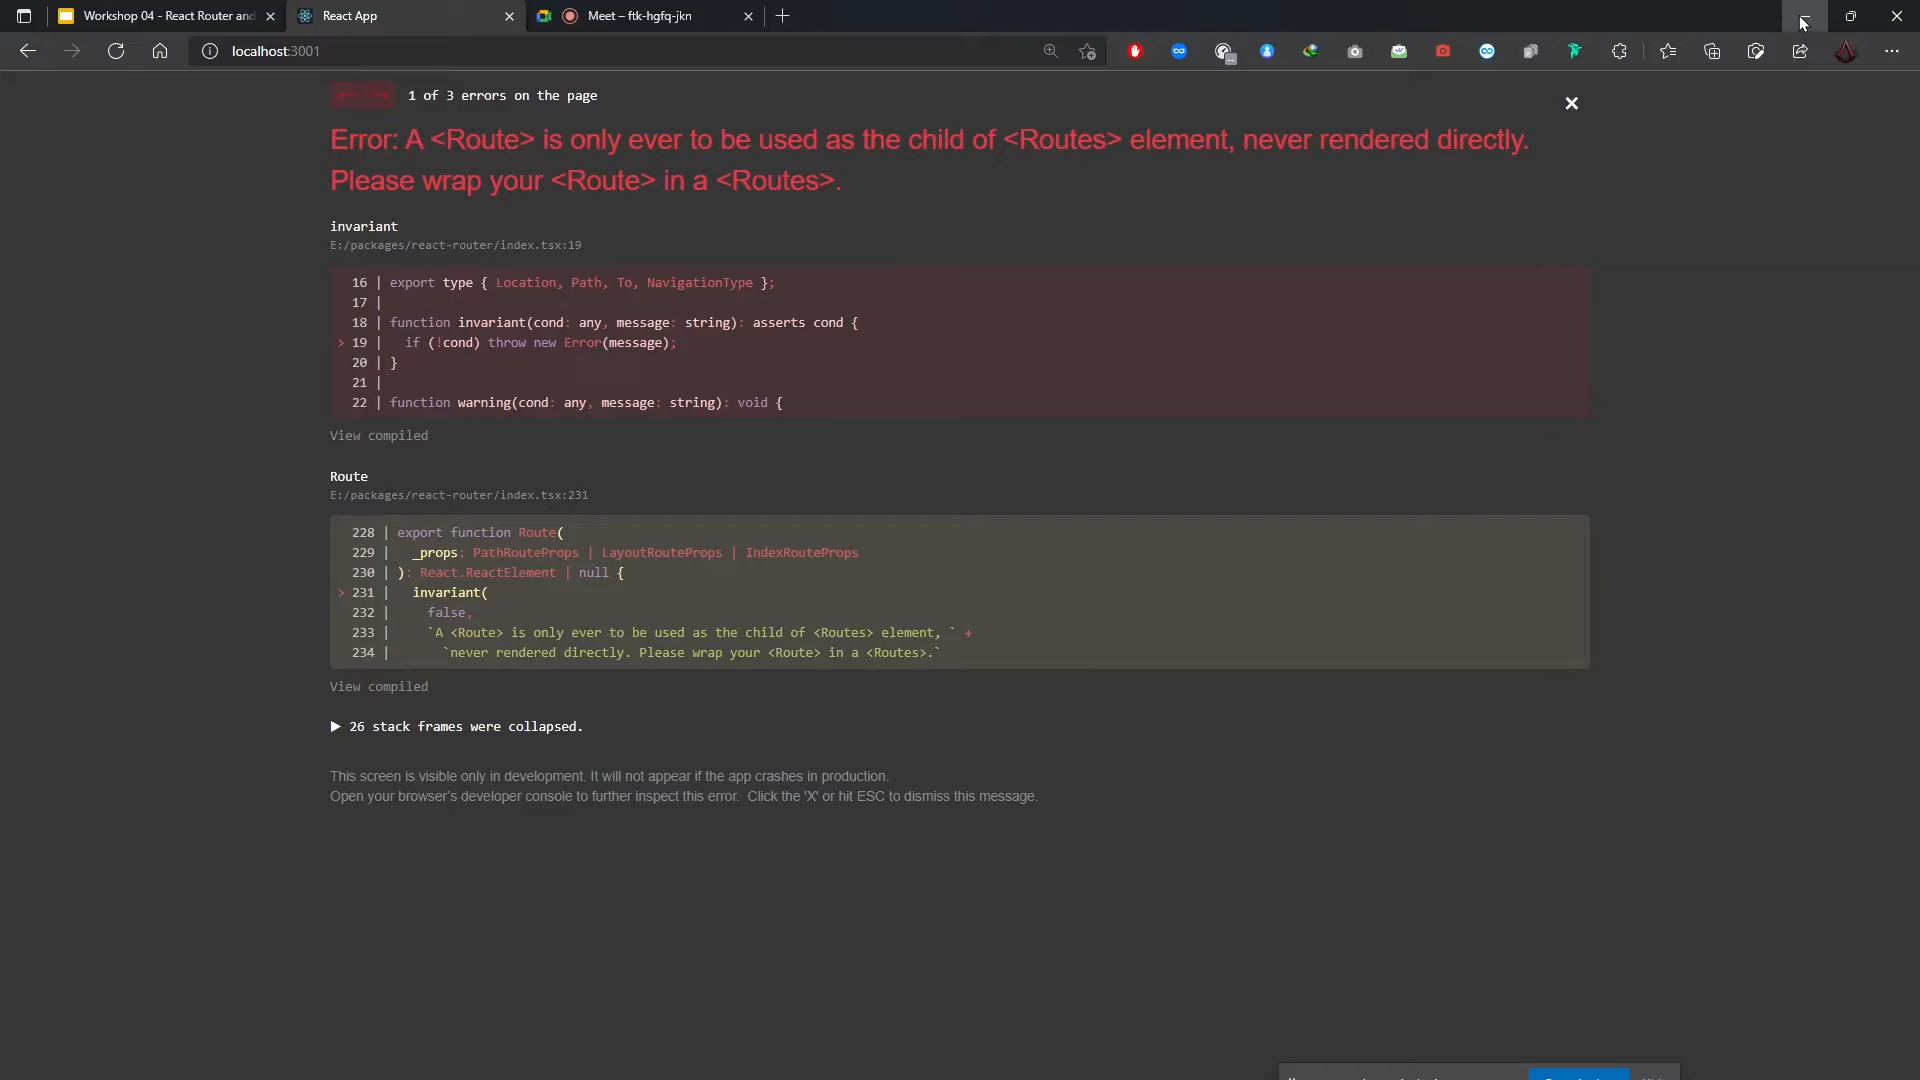 Workshop 04 - React Router and
React App
Meet – ftk-hgfq-jkn
localhost:3001
1 of 3 errors on the page
Error: A <Route> is only ever to be used as the child of <Routes> element, never rendered directly.
Please wrap your <Route> in a <Routes>.
invariant
E:/packages/react-router/index.tsx:19
16 | export type { Location, Path, To, NavigationType };
17 |
18 | function invariant(cond: any, message: string): asserts cond {
> 19 |   if (!cond) throw new Error(message);
20 | }
21 |
22 | function warning(cond: any, message: string): void {
View compiled
Route
E:/packages/react-router/index.tsx:231
228 | export function Route(
229 |   _props: PathRouteProps | LayoutRouteProps | IndexRouteProps
230 | ): React.ReactElement | null {
> 231 |   invariant(
232 |     false,
233 |     `A <Route> is only ever to be used as the child of <Routes> element, ` +
234 |       `never rendered directly. Please wrap your <Route> in a <Routes>.`
View compiled
▶ 26 stack frames were collapsed.
This screen is visible only in development. It will not appear if the app crashes in production.
Open your browser's developer console to further inspect this error. Click the 'X' or hit ESC to dismiss this message.